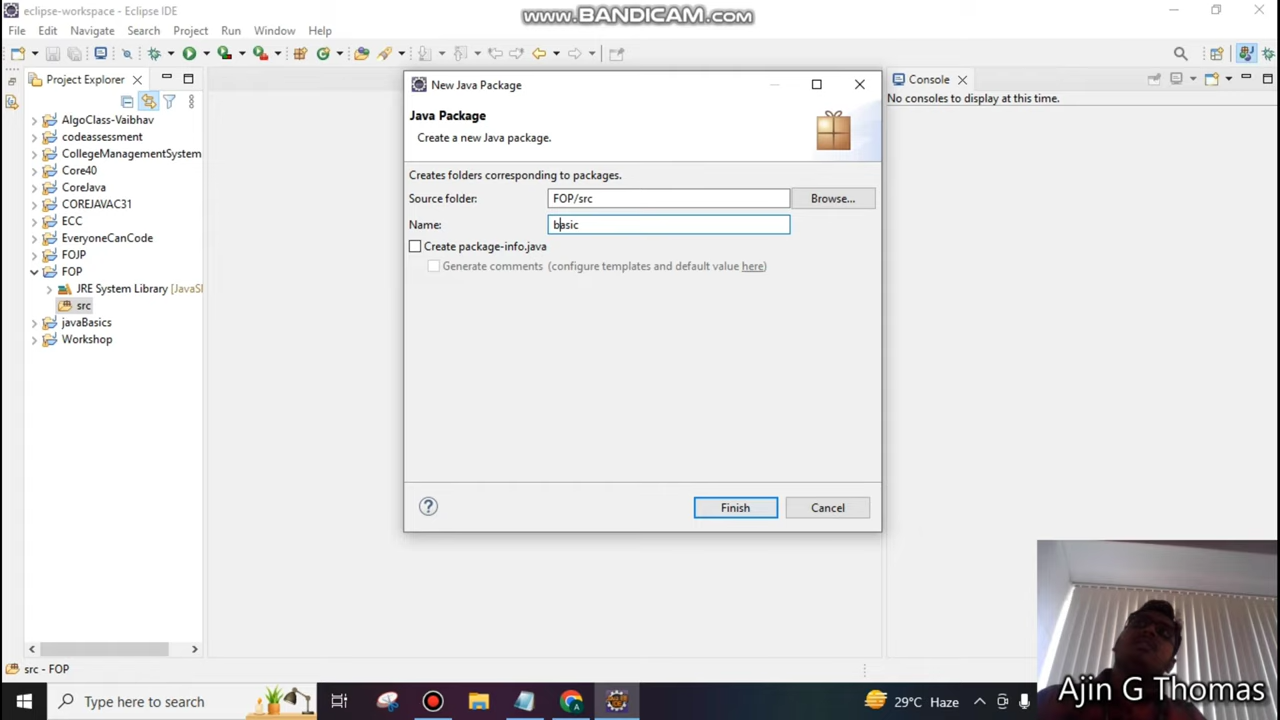 eclipse-workspace - Eclipse IDE
www.BANDICAM.com
File Edit Navigate Search Project Run Window Help
Project Explorer
AlgoClass-Vaibhav
codeassessment
CollegeManagementSystem
Core40
CoreJava
COREJAVAC31
ECC
EveryoneCanCode
FOJP
FOP
JRE System Library [JavaSE
src
javaBasics
Workshop
New Java Package
Java Package
Create a new Java package.
Creates folders corresponding to packages.
Source folder: FOP/src Browse...
Name: basic
Create package-info.java
Generate comments (configure templates and default value here)
? Finish Cancel
Console
No consoles to display at this time.
src - FOP
Type here to search
29°C Haze
Ajin G Thomas